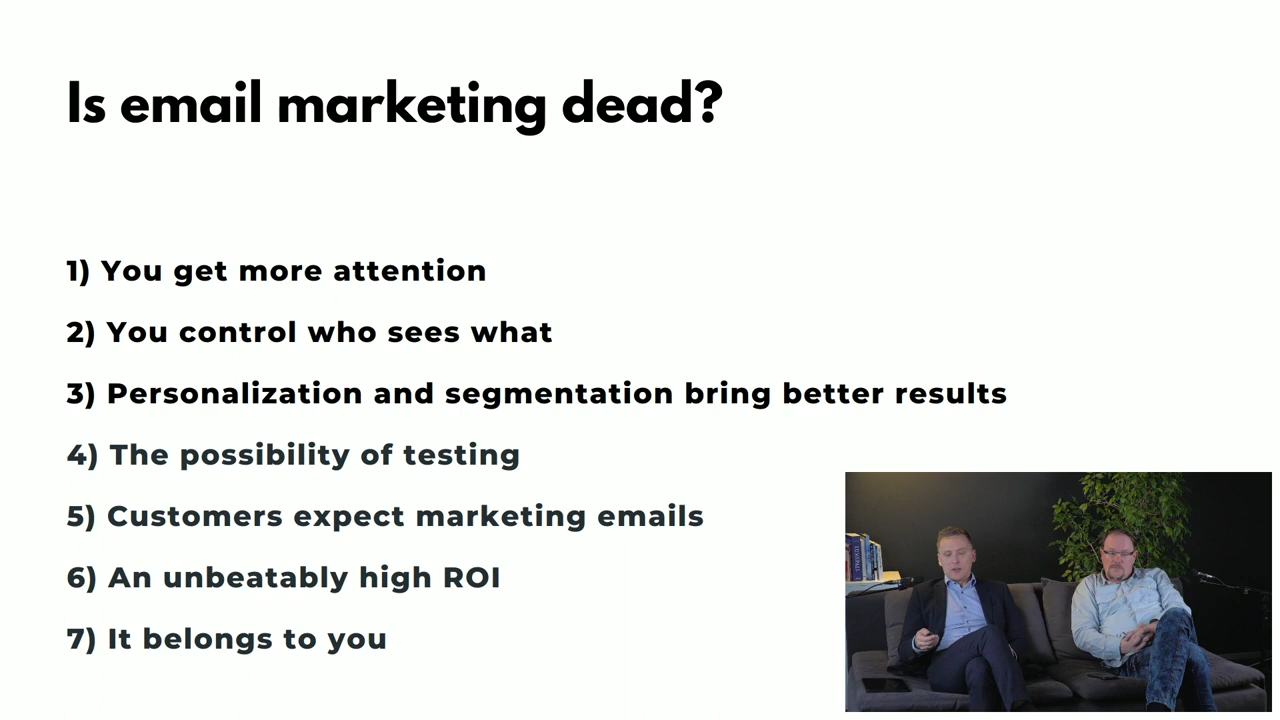 Is email marketing dead?
1) You get more attention
2) You control who sees what
3) Personalization and segmentation bring better results
4) The possibility of testing
5) Customers expect marketing emails
6) An unbeatably high ROI
7) It belongs to you